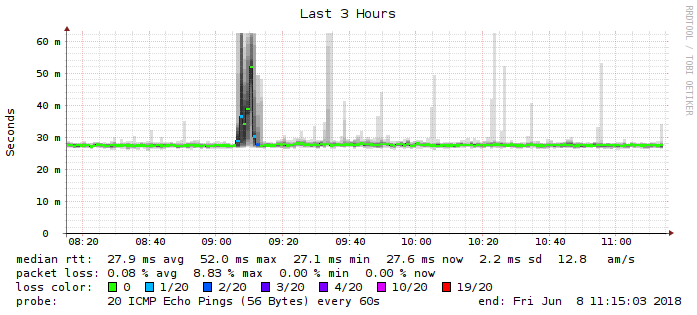 Last 3 Hours
RRDTOOL / TOBI OETIKER
Seconds
60 m
50 m
40 m
30 m
20 m
10 m
0
08:20 08:40 09:00 09:20 09:40 10:00 10:20 10:40 11:00
median rtt: 27.9 ms avg 52.0 ms max 27.1 ms min 27.6 ms now 2.2 ms sd 12.8 am/s
packet loss: 0.08 % avg 8.83 % max 0.00 % min 0.00 % now
loss color: 0 1/20 2/20 3/20 4/20 10/20 19/20
probe: 20 ICMP Echo Pings (56 Bytes) every 60s end: Fri Jun 8 11:15:03 2018